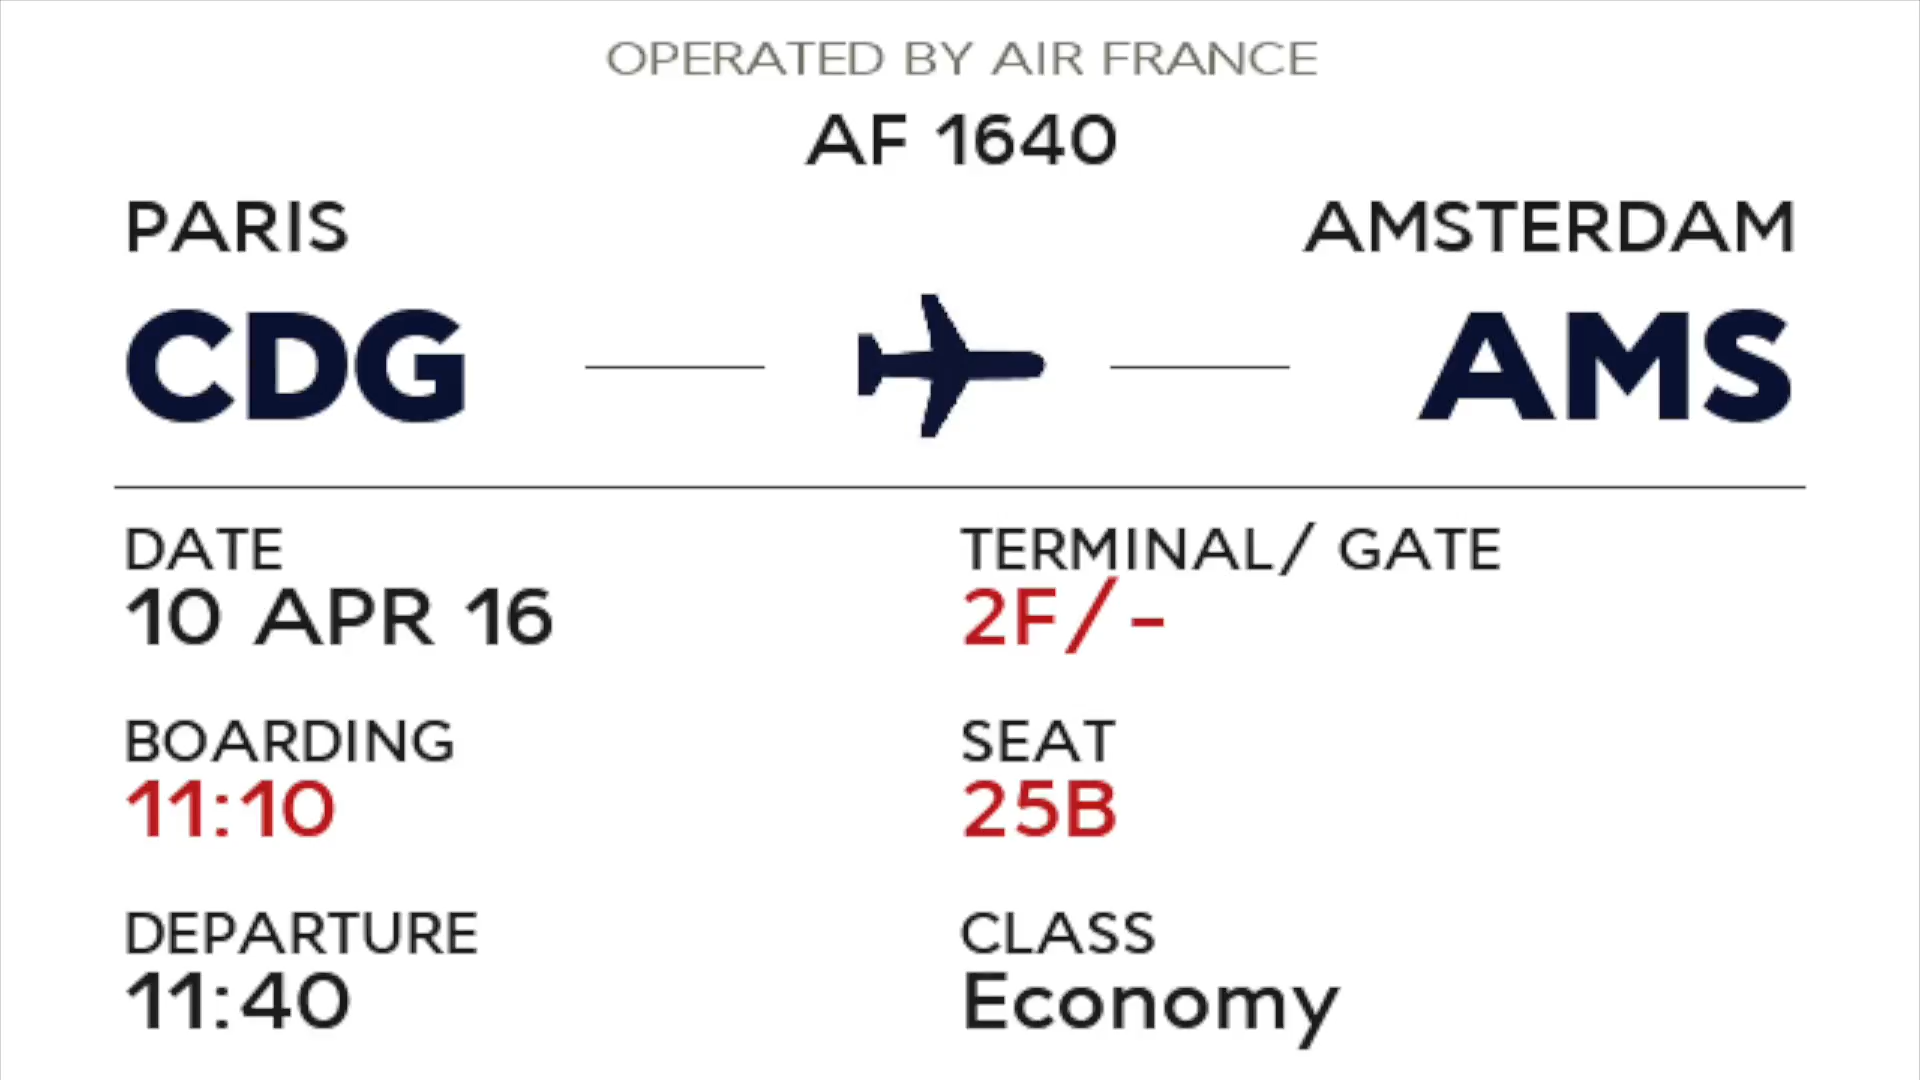 OPERATED BY AIR FRANCE
AF 1640
PARIS AMSTERDAM
CDG AMS
DATE TERMINAL/ GATE
10 APR 16 2F/-
BOARDING SEAT
11:10 25B
DEPARTURE CLASS
11:40 Economy